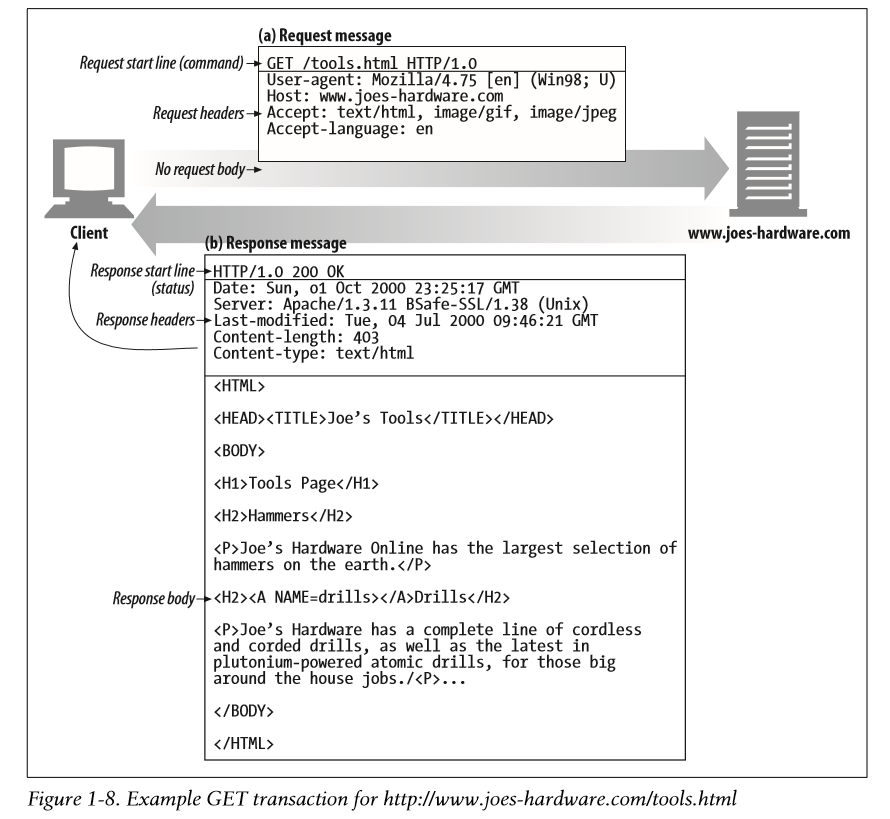 (a) Request message
Request start line (command)
GET /tools.html HTTP/1.0
User-agent: Mozilla/4.75 [en] (Win98; U)
Host: www.joes-hardware.com
Request headers
Accept: text/html, image/gif, image/jpeg
Accept-language: en
No request body
Client
www.joes-hardware.com
(b) Response message
Response start line
(status)
HTTP/1.0 200 OK
Date: Sun, o1 Oct 2000 23:25:17 GMT
Server: Apache/1.3.11 BSafe-SSL/1.38 (Unix)
Response headers
Last-modified: Tue, 04 Jul 2000 09:46:21 GMT
Content-length: 403
Content-type: text/html
<HTML>
<HEAD><TITLE>Joe's Tools</TITLE></HEAD>
<BODY>
<H1>Tools Page</H1>
<H2>Hammers</H2>
<P>Joe's Hardware Online has the largest selection of
hammers on the earth.</P>
Response body
<H2><A NAME=drills></A>Drills</H2>
<P>Joe's Hardware has a complete line of cordless
and corded drills, as well as the latest in
plutonium-powered atomic drills, for those big
around the house jobs./<P>...
</BODY>
</HTML>
Figure 1-8. Example GET transaction for http://www.joes-hardware.com/tools.html